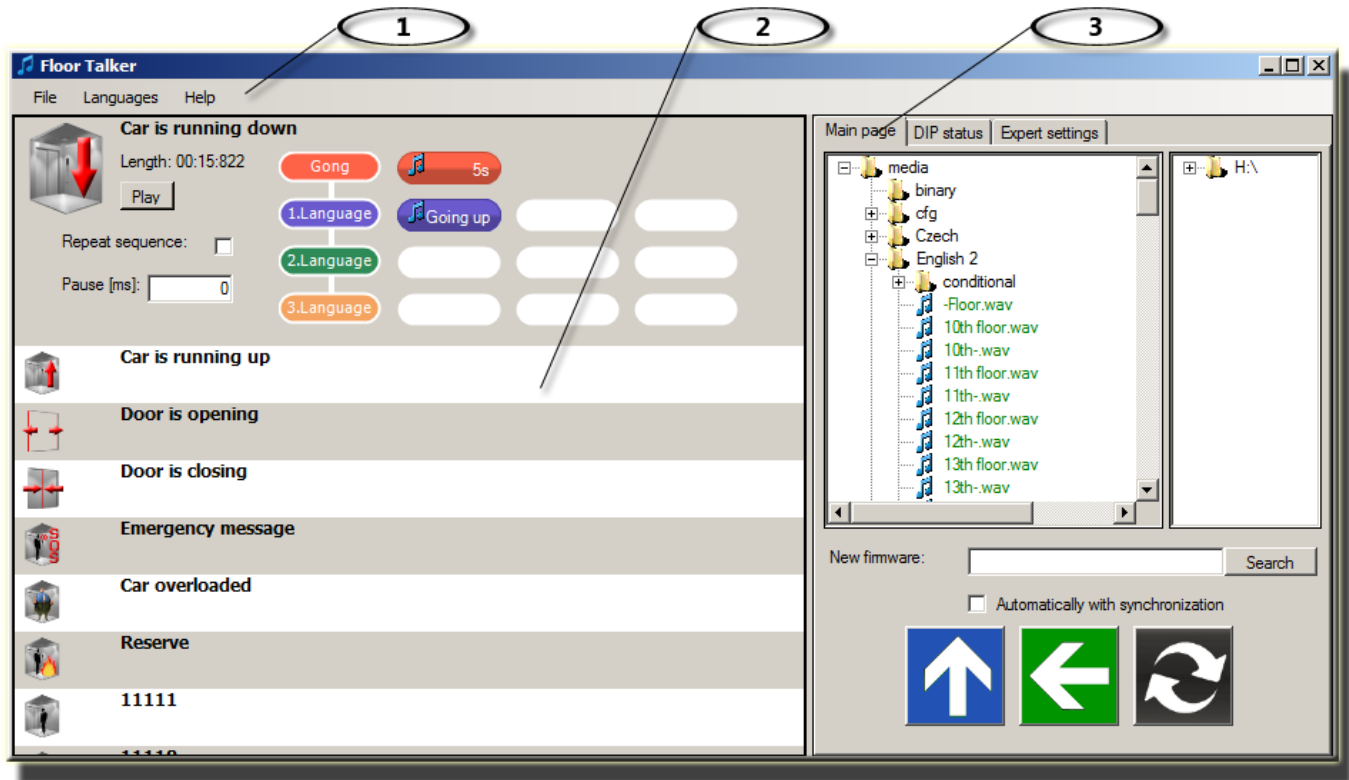 1
2
3
Floor Talker
File Languages Help
Car is running down
Length: 00:15:822
Play
Repeat sequence:
Pause [ms]: 0
Gong 5s
1.Language Going up
2.Language
3.Language
Car is running up
Door is opening
Door is closing
Emergency message
SOS
Car overloaded
Reserve
11111
11110
Main page DIP status Expert settings
media
binary
cfg
Czech
English 2
conditional
-Floor.wav
10th floor.wav
10th-.wav
11th floor.wav
11th-.wav
12th floor.wav
12th-.wav
13th floor.wav
13th-.wav
H:\
New firmware: Search
Automatically with synchronization